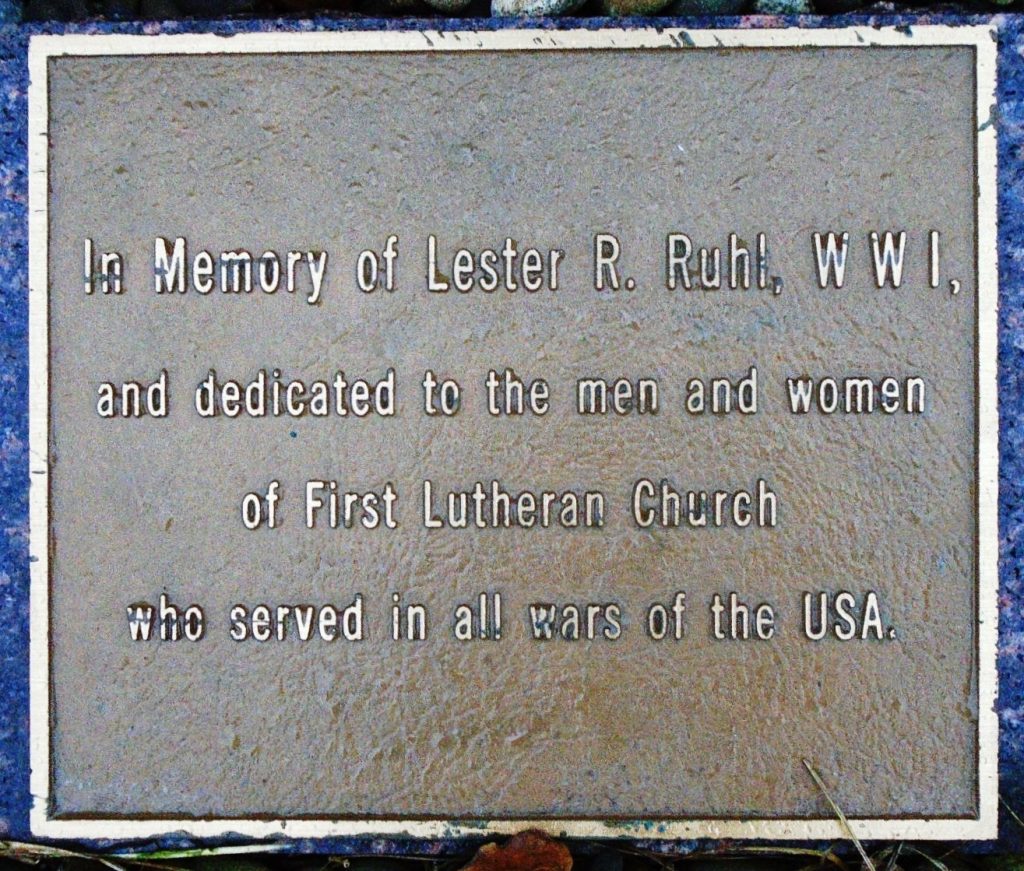 In Memory of Lester R. Ruhl, WWI,
and dedicated to the men and women
of First Lutheran Church
who served in all wars of the USA.